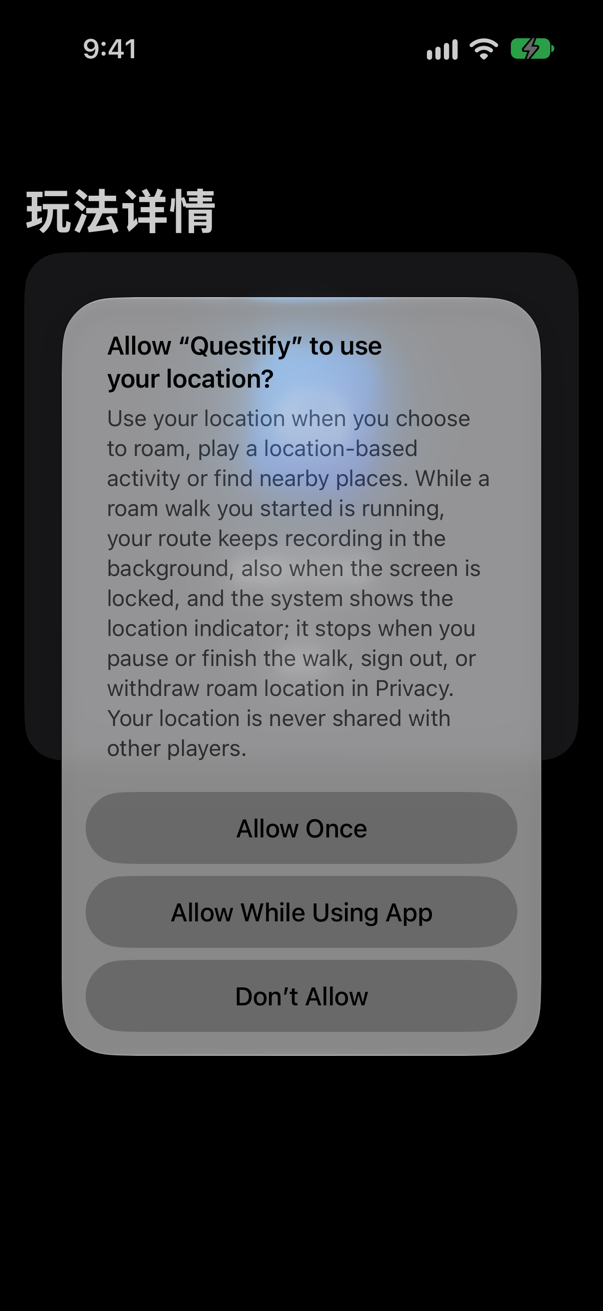 9:41
玩法详情
Allow “Questify” to use
your location?
Use your location when you choose
to roam, play a location-based
activity or find nearby places. While a
roam walk you started is running,
your route keeps recording in the
background, also when the screen is
locked, and the system shows the
location indicator; it stops when you
pause or finish the walk, sign out, or
withdraw roam location in Privacy.
Your location is never shared with
other players.
Allow Once
Allow While Using App
Don’t Allow